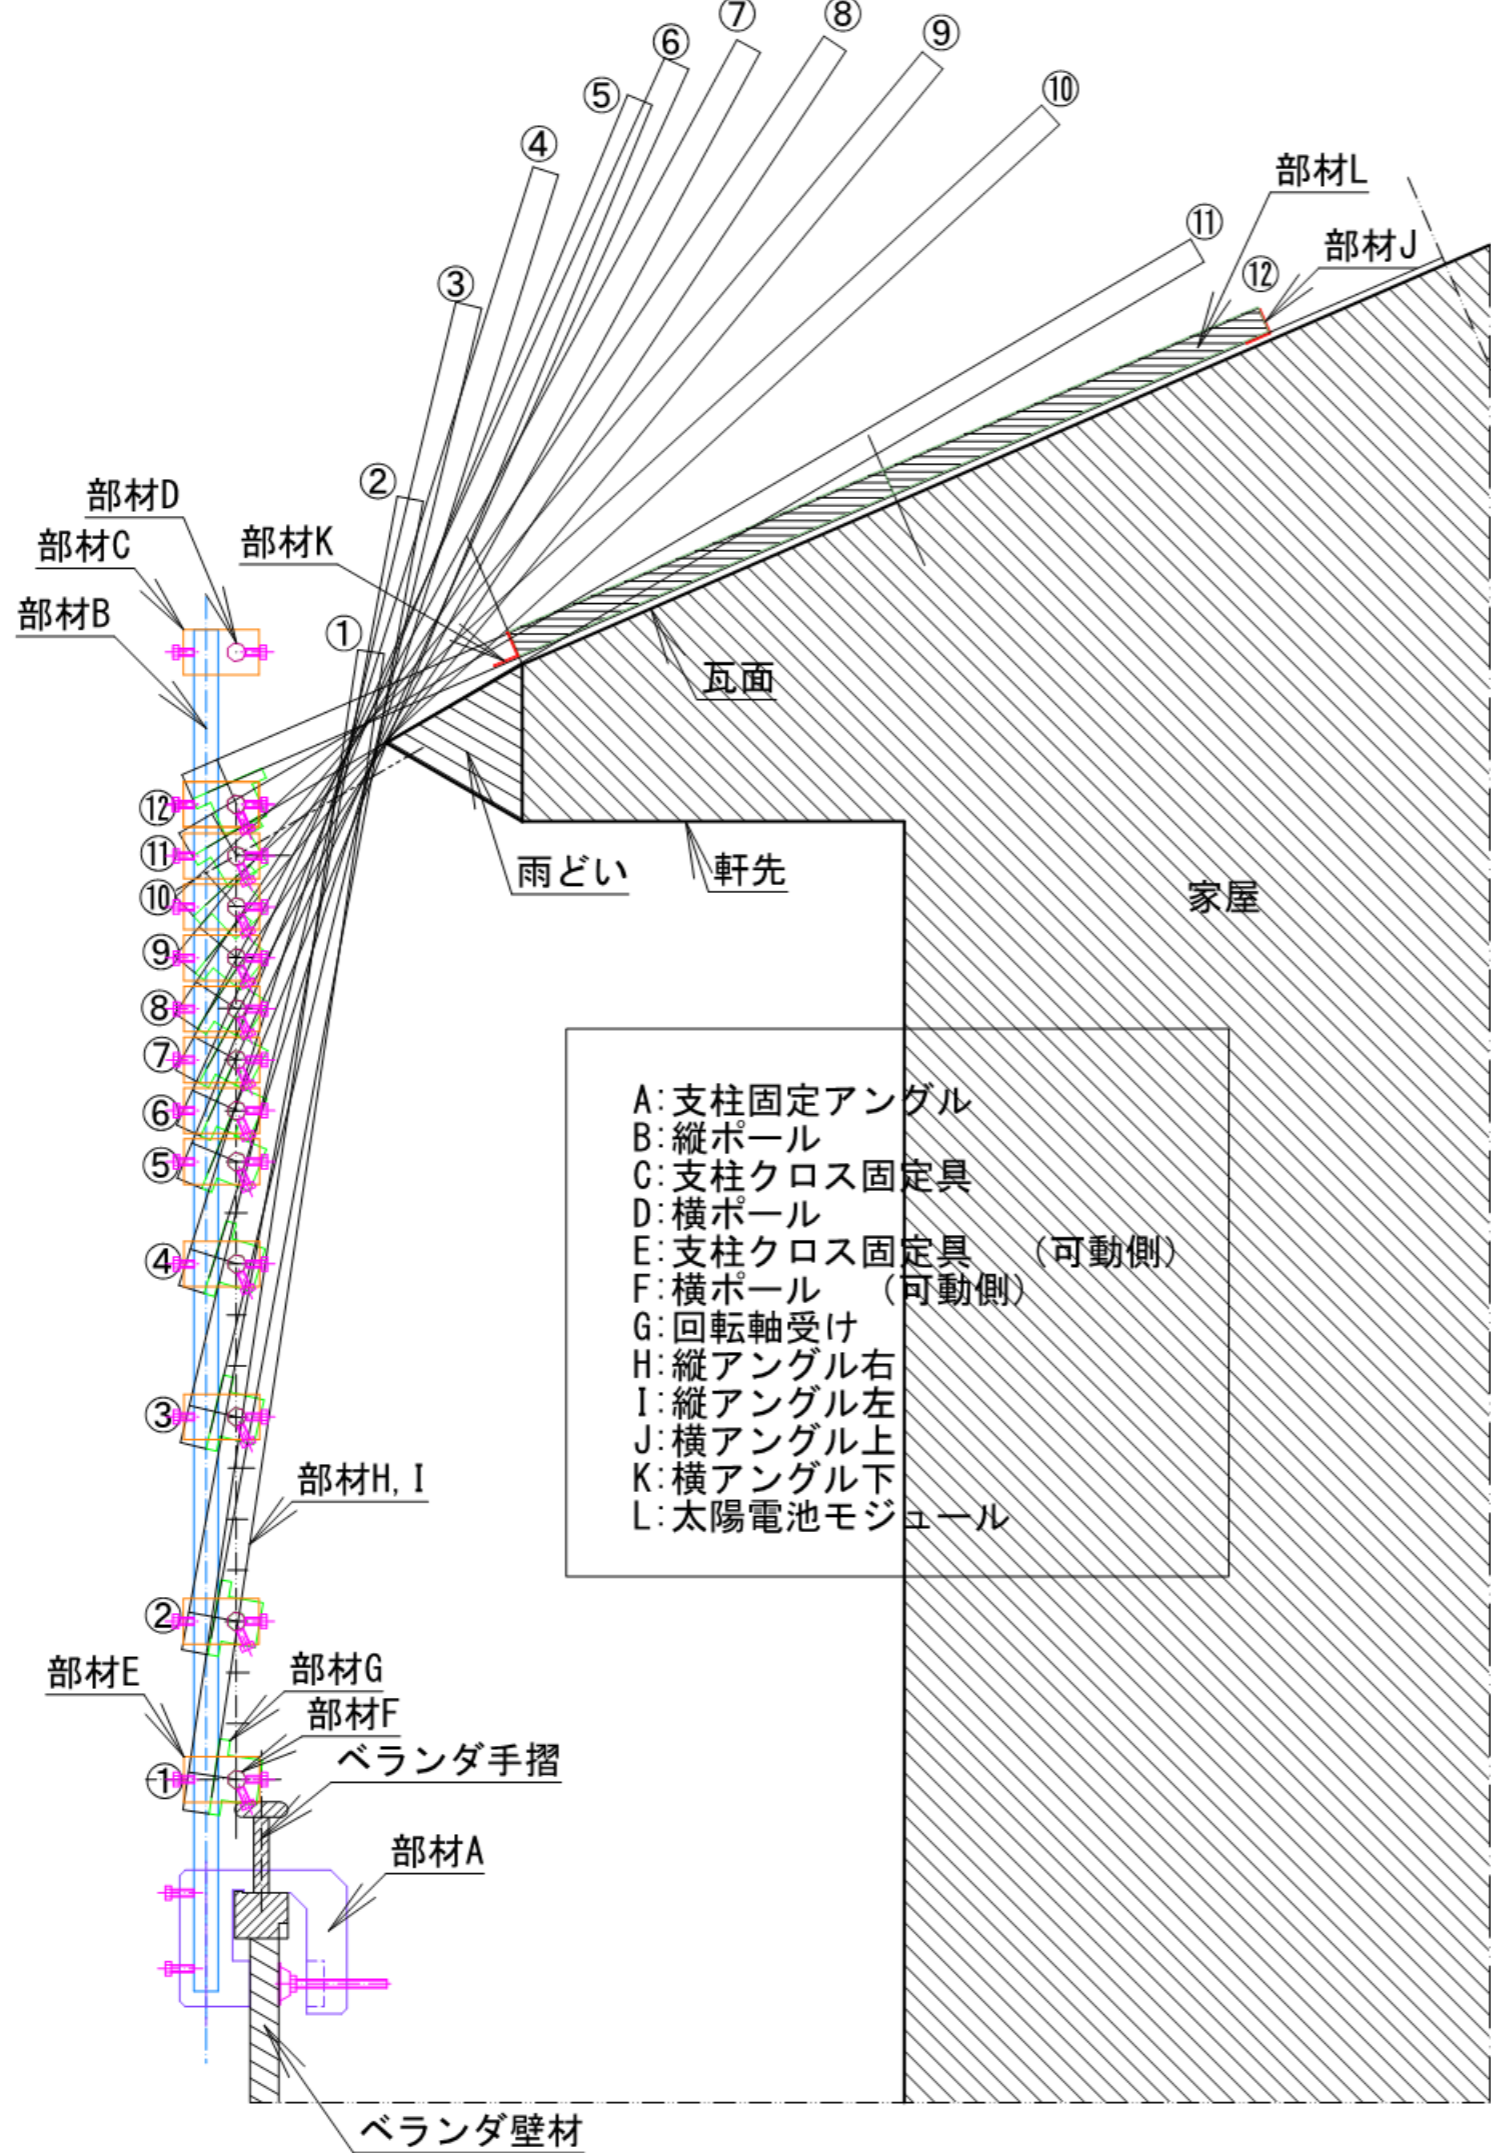 ⑦
⑧
⑨
⑥
⑤
⑩
④
部材L
⑪
部材J
⑫
③
②
部材D
部材C
部材K
部材B
①
瓦面
⑫
⑪
雨どい
軒先
⑩
家屋
⑨
⑧
⑦
⑥
⑤
④
③
②
A:支柱固定アングル
B:縦ポール
C:支柱クロス固定具
D:横ポール
E:支柱クロス固定具 (可動側)
F:横ポール (可動側)
G:回転軸受け
H:縦アングル右
I:縦アングル左
J:横アングル上
K:横アングル下
L:太陽電池モジュール
部材H,I
部材E
部材G
部材F
ベランダ手摺
①
部材A
ベランダ壁材